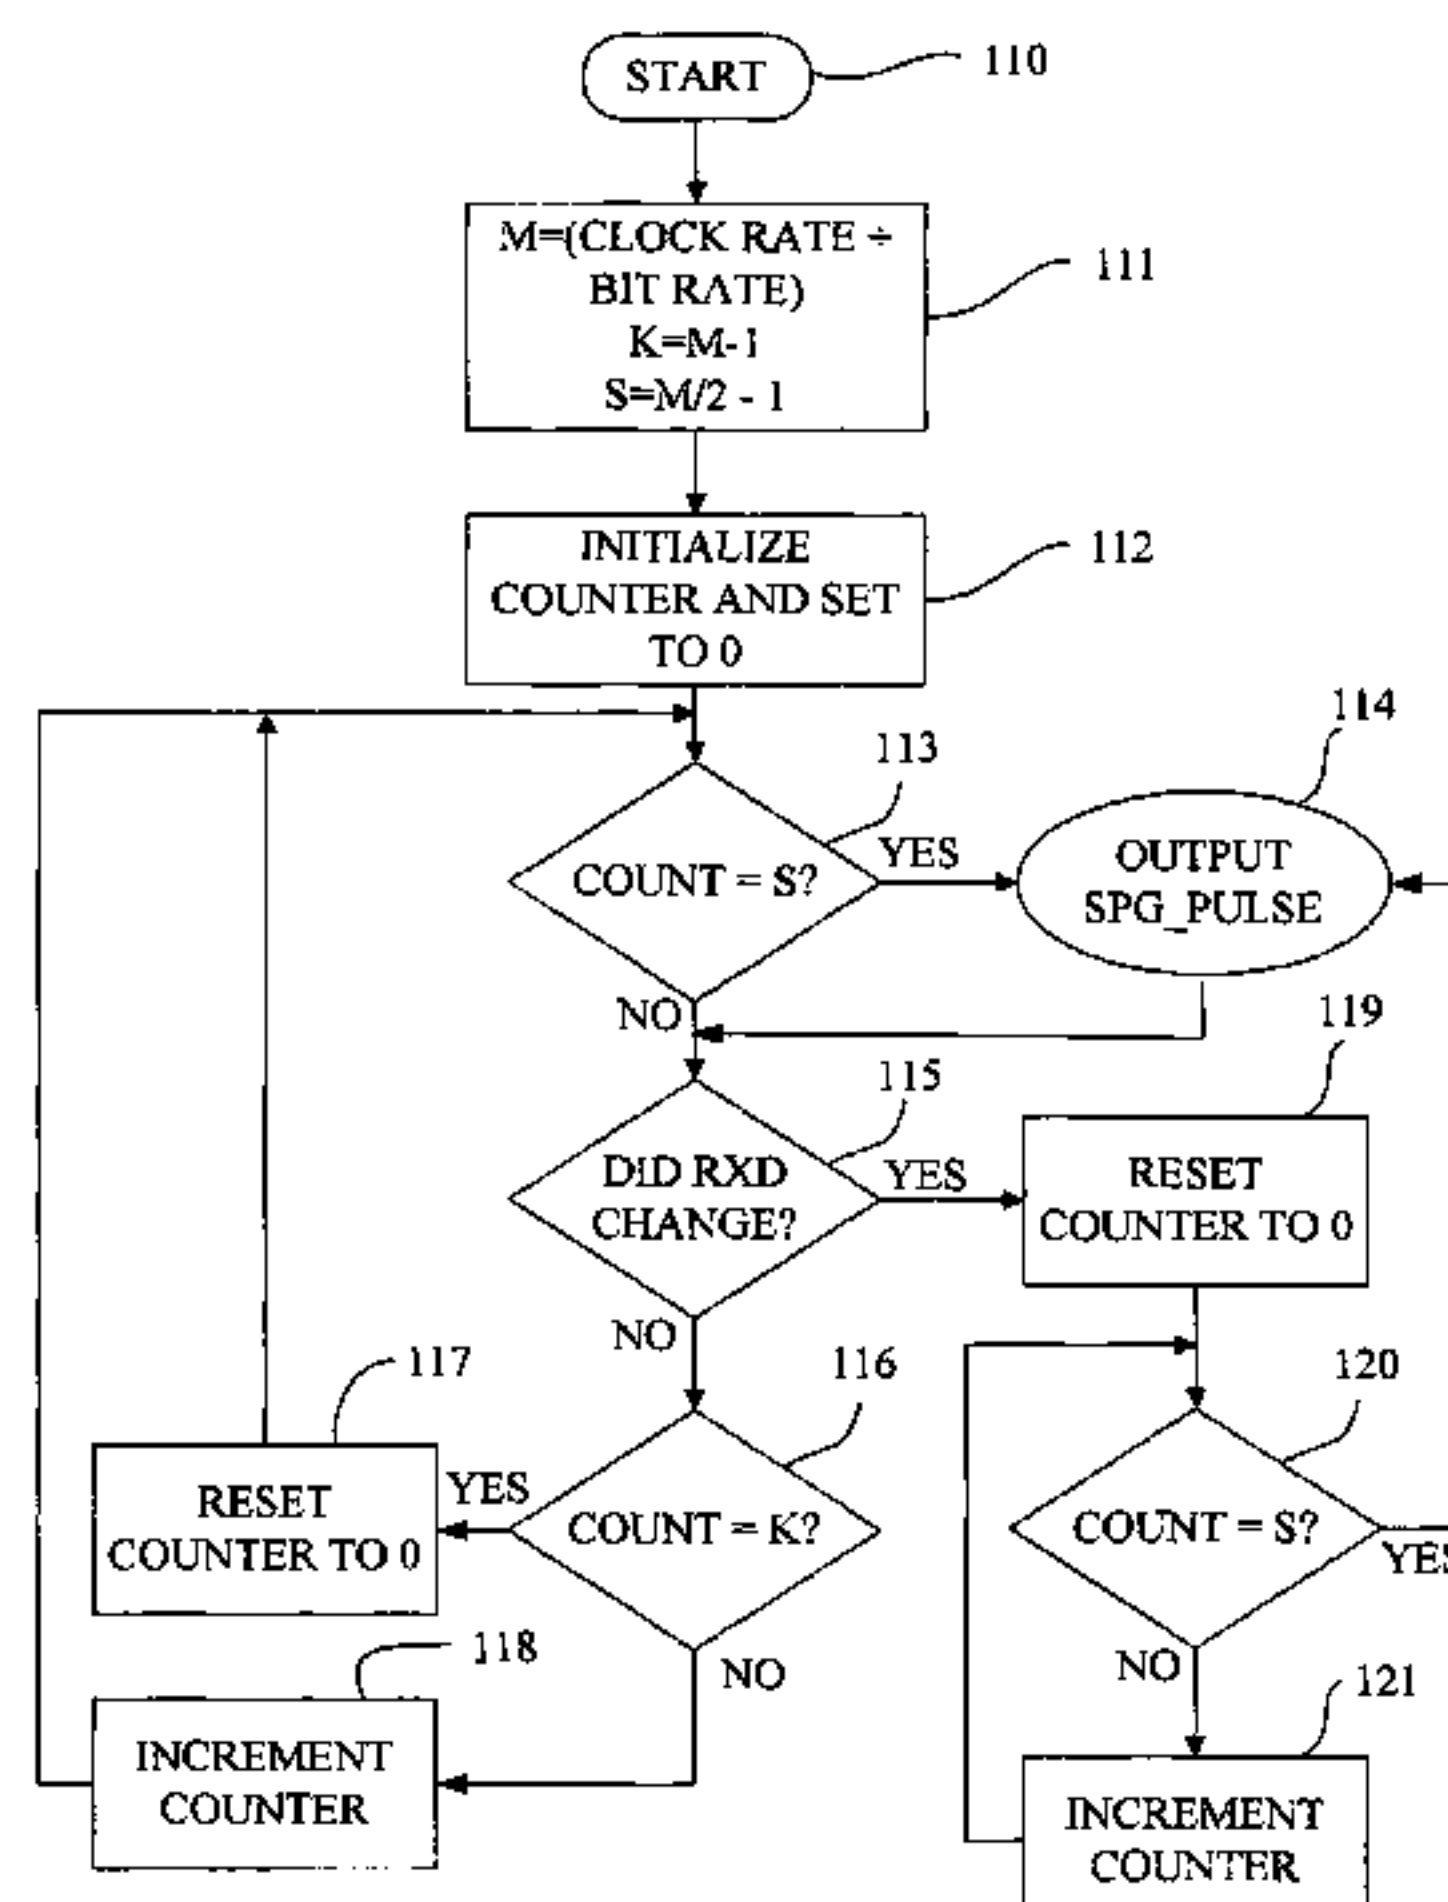 START
110
M=(CLOCK RATE ÷
BIT RATE)
K=M-1
S=M/2 - 1
111
INITIALIZE
COUNTER AND SET
TO 0
112
113
114
COUNT = S?
YES
OUTPUT
SPG_PULSE
NO
119
115
DID RXD
CHANGE?
YES
RESET
COUNTER TO 0
NO
117
116
120
RESET
COUNTER TO 0
YES
COUNT = K?
COUNT = S?
YES
118
NO
NO
121
INCREMENT
COUNTER
INCREMENT
COUNTER